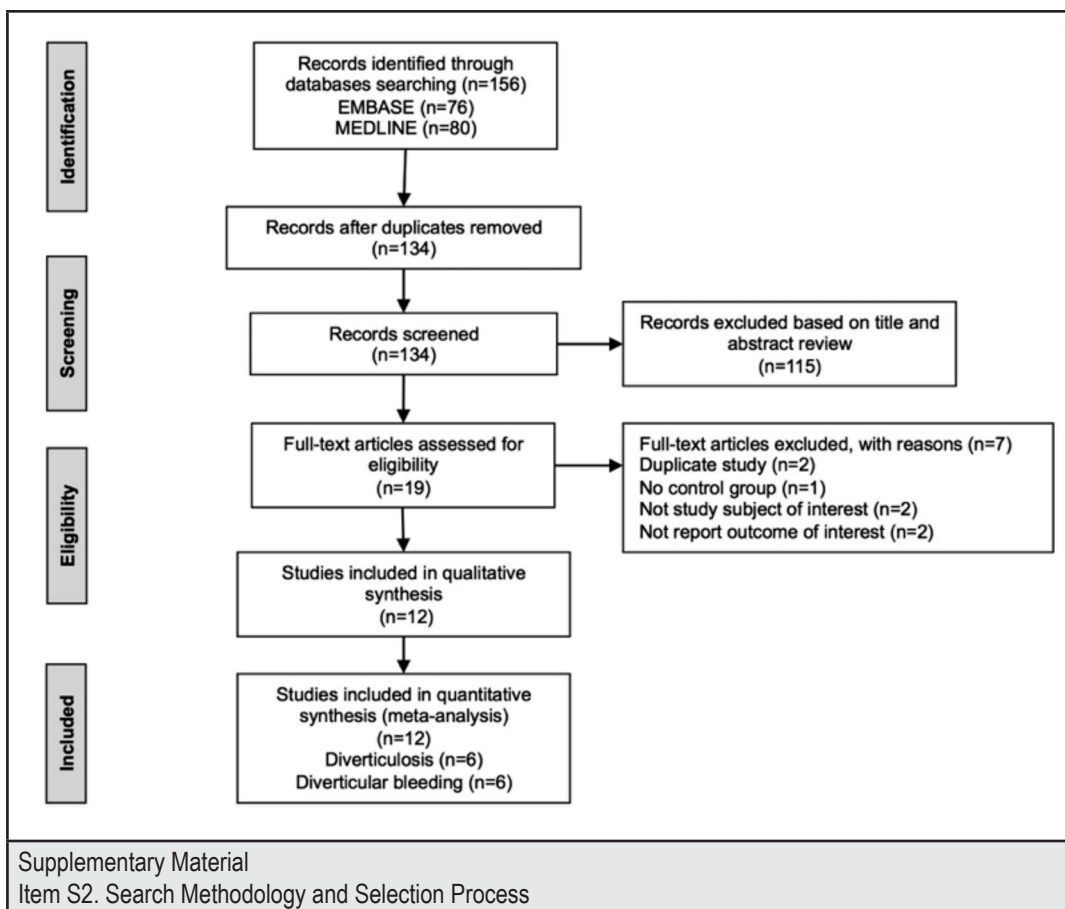 Identification
Records identified through
databases searching (n=156)
EMBASE (n=76)
MEDLINE (n=80)
Records after duplicates removed
(n=134)
Screening
Records screened
(n=134)
Records excluded based on title and
abstract review
(n=115)
Eligibility
Full-text articles assessed for
eligibility
(n=19)
Full-text articles excluded, with reasons (n=7)
Duplicate study (n=2)
No control group (n=1)
Not study subject of interest (n=2)
Not report outcome of interest (n=2)
Studies included in qualitative
synthesis
(n=12)
Included
Studies included in quantitative
synthesis (meta-analysis)
(n=12)
Diverticulosis (n=6)
Diverticular bleeding (n=6)
Supplementary Material
Item S2. Search Methodology and Selection Process